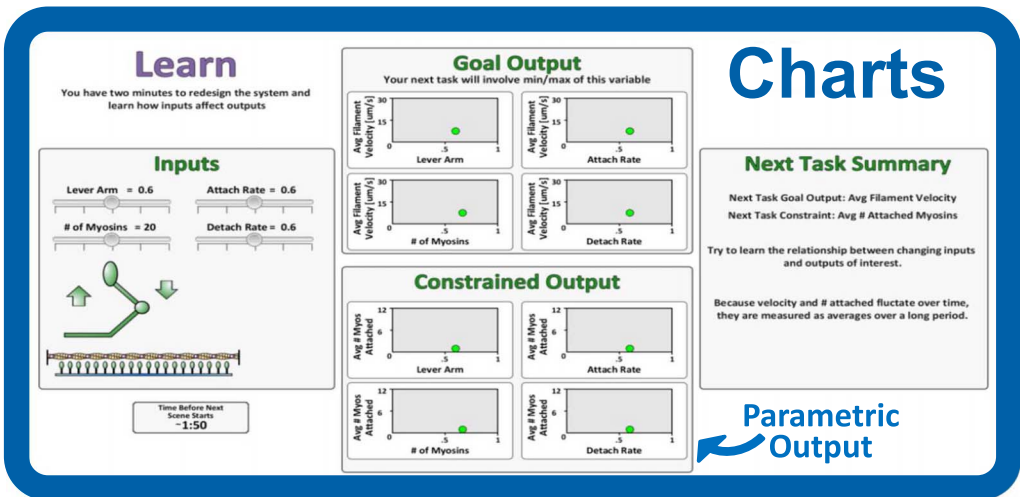 Learn
You have two minutes to redesign the system and
learn how inputs affect outputs
Inputs
Lever Arm = 0.6
Attach Rate = 0.6
# of Myosins = 20
Detach Rate = 0.6
Time Before Next
Scene Starts
~1:50
Goal Output
Your next task will involve min/max of this variable
Avg Filament
Velocity [um/s]
30
15
0
.5
1
Lever Arm
Avg Filament
Velocity [um/s]
30
15
0
.5
1
Attach Rate
Avg Filament
Velocity [um/s]
30
15
0
.5
1
# of Myosins
Avg Filament
Velocity [um/s]
30
15
0
.5
1
Detach Rate
Constrained Output
Avg # Myos
Attached
12
6
0
.5
1
Lever Arm
Avg # Myos
Attached
12
6
0
.5
1
Attach Rate
Avg # Myos
Attached
12
6
0
.5
1
# of Myosins
Avg # Myos
Attached
12
6
0
.5
1
Detach Rate
Charts
Next Task Summary
Next Task Goal Output: Avg Filament Velocity
Next Task Constraint: Avg # Attached Myosins
Try to learn the relationship between changing inputs
and outputs of interest.
Because velocity and # attached fluctate over time,
they are measured as averages over a long period.
Parametric
Output